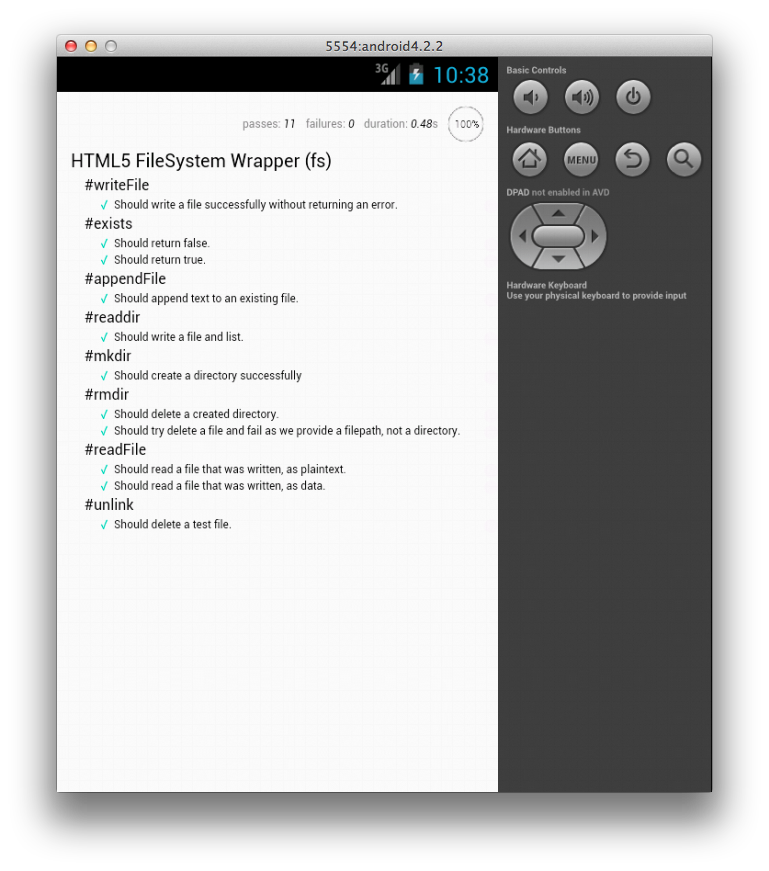 5554:android4.2.2
3G 10:38
passes: 11 failures: 0 duration: 0.48s 100%
HTML5 FileSystem Wrapper (fs)
#writeFile
✓ Should write a file successfully without returning an error.
#exists
✓ Should return false.
✓ Should return true.
#appendFile
✓ Should append text to an existing file.
#readdir
✓ Should write a file and list.
#mkdir
✓ Should create a directory successfully
#rmdir
✓ Should delete a created directory.
✓ Should try delete a file and fail as we provide a filepath, not a directory.
#readFile
✓ Should read a file that was written, as plaintext.
✓ Should read a file that was written, as data.
#unlink
✓ Should delete a test file.
Basic Controls
Hardware Buttons
MENU
DPAD not enabled in AVD
Hardware Keyboard
Use your physical keyboard to provide input